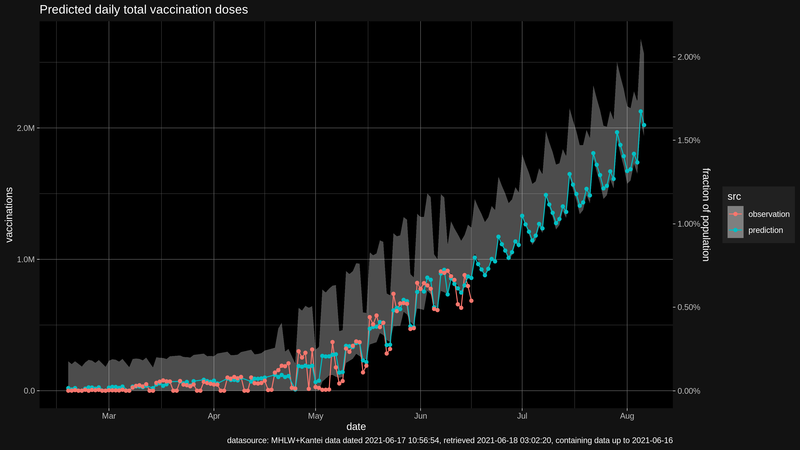 Predicted daily total vaccination doses
vaccinations
2.0M
1.0M
0.0
2.00%
1.50%
1.00%
0.50%
0.00%
fraction of population
Mar Apr May Jun Jul Aug
date
src
observation
prediction
datasource: MHLW+Kantei data dated 2021-06-17 10:56:54, retrieved 2021-06-18 03:02:20, containing data up to 2021-06-16